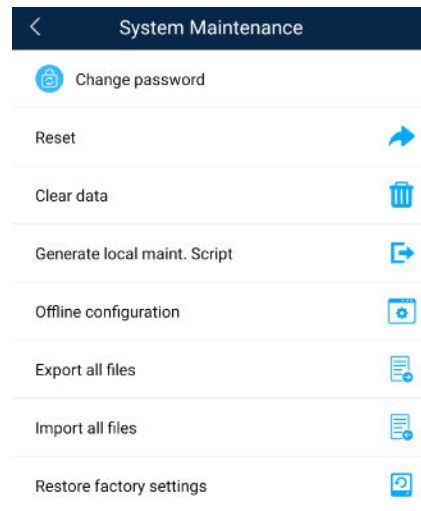 System Maintenance
Change password
Reset
Clear data
Generate local maint. Script
Offline configuration
Export all files
Import all files
Restore factory settings